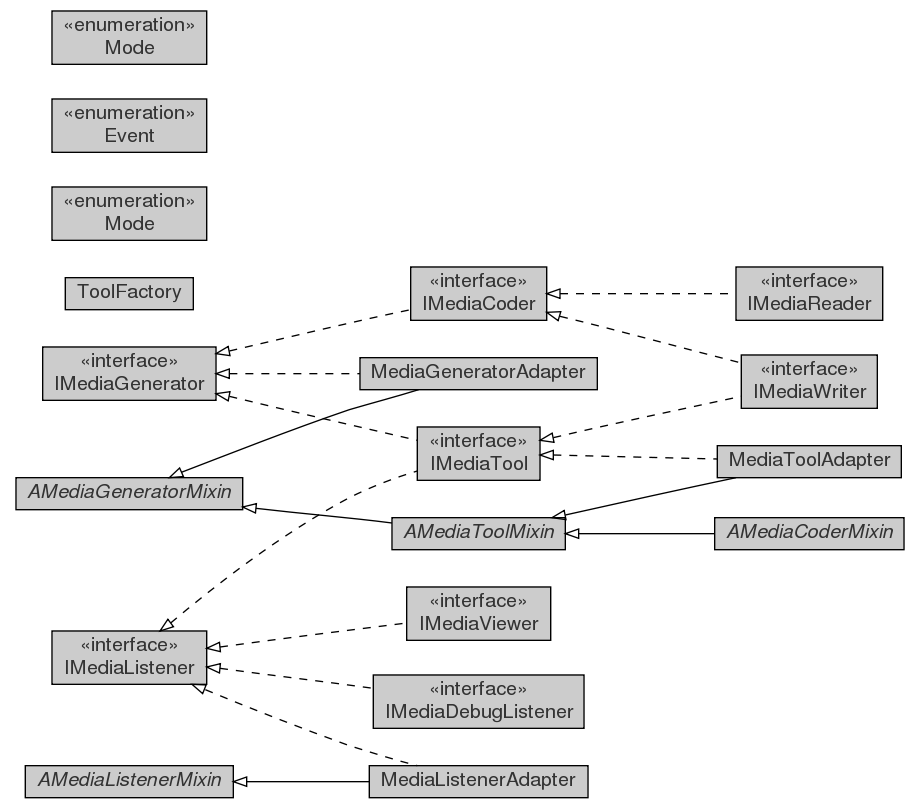 «enumeration»
Mode
«enumeration»
Event
«enumeration»
Mode
ToolFactory
«interface»
IMediaCoder
«interface»
IMediaReader
«interface»
IMediaGenerator
MediaGeneratorAdapter
«interface»
IMediaWriter
«interface»
IMediaTool
MediaToolAdapter
AMediaGeneratorMixin
AMediaToolMixin
AMediaCoderMixin
«interface»
IMediaViewer
«interface»
IMediaListener
«interface»
IMediaDebugListener
AMediaListenerMixin
MediaListenerAdapter